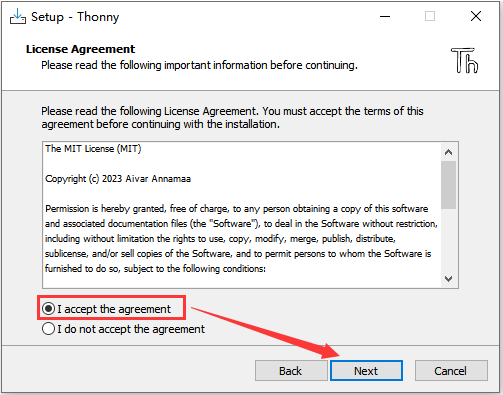 Setup - Thonny
License Agreement
Please read the following important information before continuing.
Th
Please read the following License Agreement. You must accept the terms of this
agreement before continuing with the installation.
The MIT License (MIT)
Copyright (c) 2023 Aivar Annamaa
Permission is hereby granted, free of charge, to any person obtaining a copy of this software
and associated documentation files (the "Software"), to deal in the Software without restriction,
including without limitation the rights to use, copy, modify, merge, publish, distribute,
sublicense, and/or sell copies of the Software, and to permit persons to whom the Software is
furnished to do so, subject to the following conditions:
I accept the agreement
I do not accept the agreement
Back
Next
Cancel